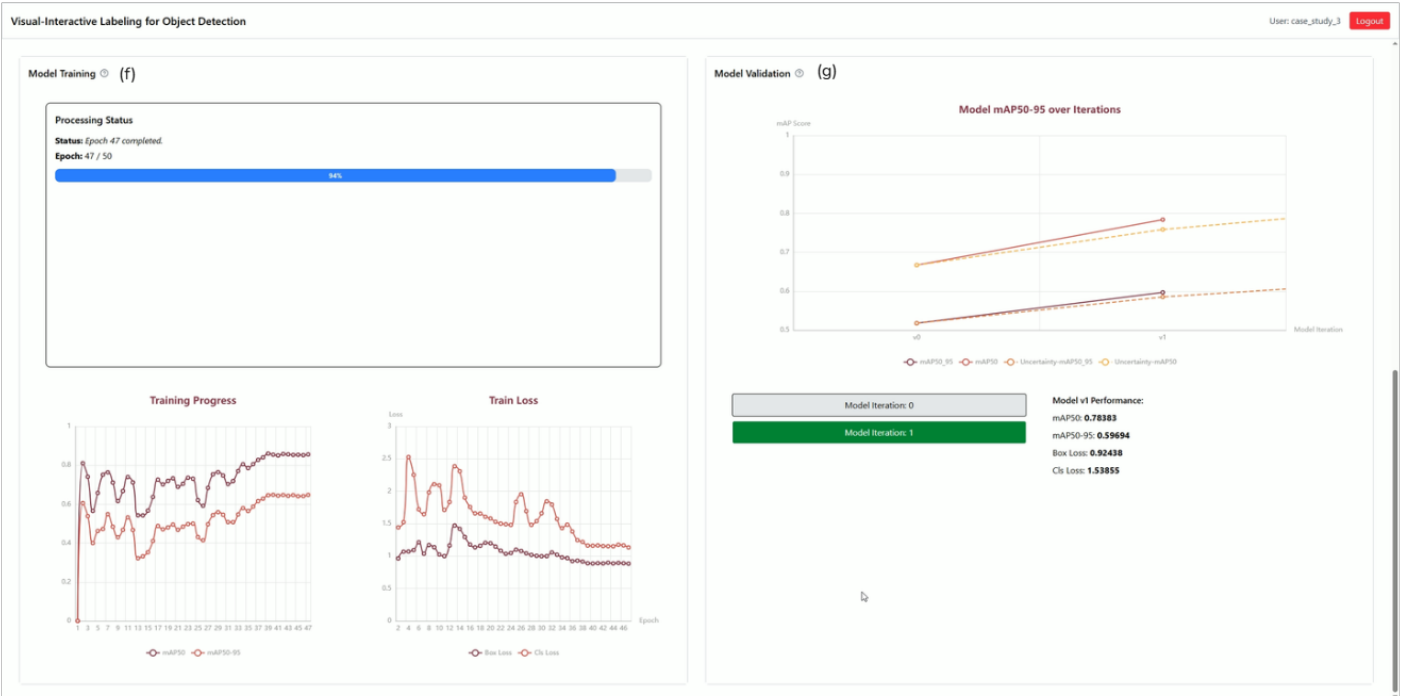 Visual-Interactive Labeling for Object Detection
User: case_study_3
Logout
Model Training ? (f)
Processing Status
Status: Epoch 47 completed.
Epoch: 47 / 50
94%
Training Progress
1
0.8
0.6
0.4
0.2
0
1 3 5 7 9 11 13 15 17 19 21 23 25 27 29 31 33 35 37 39 41 43 45 47
mAP50 mAP50-95
Train Loss
Loss
3
2.5
2
1.5
1
0.5
0
2 4 6 8 10 12 14 16 18 20 22 24 26 28 30 32 34 36 38 40 42 44 46
Epoch
Box Loss Cls Loss
Model Validation ? (g)
Model mAP50-95 over Iterations
mAP Score
1
0.9
0.8
0.7
0.6
0.5
v0 v1
Model Iteration
mAP50_95 mAP50 Uncertainty-mAP50_95 Uncertainty-mAP50
Model Iteration: 0
Model Iteration: 1
Model v1 Performance:
mAP50: 0.78383
mAP50-95: 0.59694
Box Loss: 0.92438
Cls Loss: 1.53855